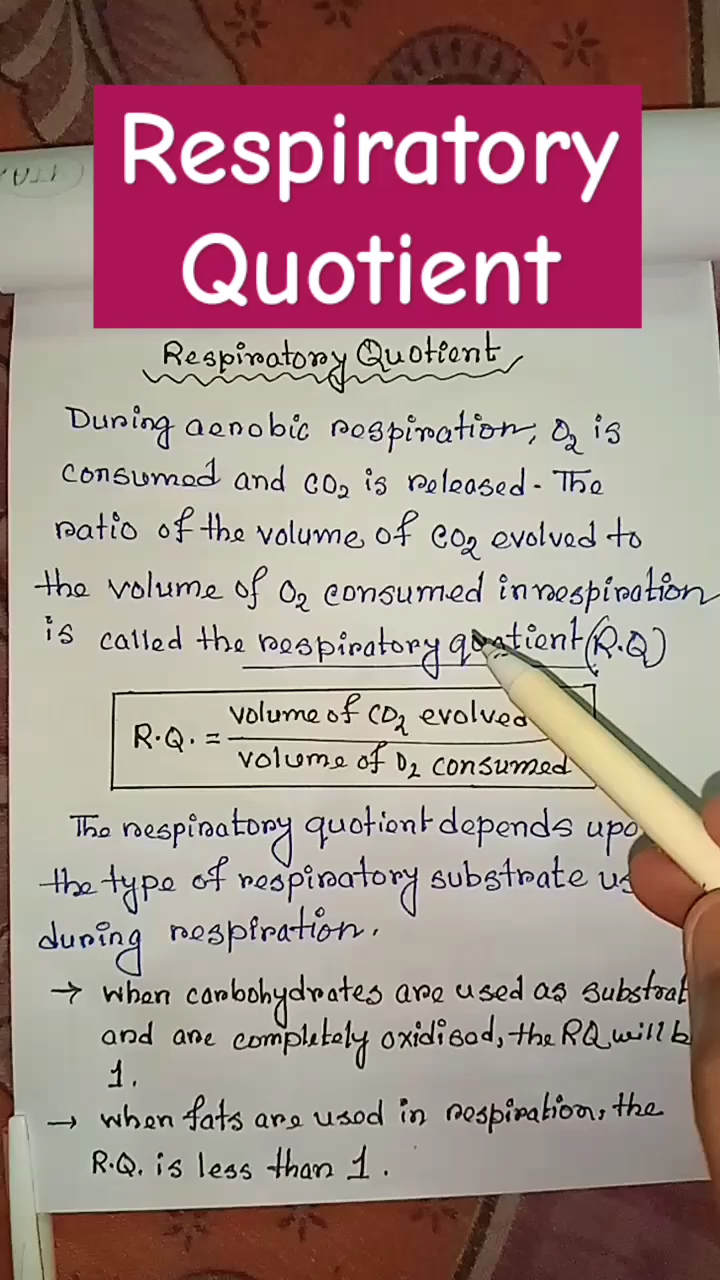 Respiratory
Quotient
Respiratory Quotient
During aerobic respiration, O₂ is
consumed and CO₂ is released. The
ratio of the volume of CO₂ evolved to
the volume of O₂ consumed in respiration
is called the respiratory quotient (R.Q)
R.Q. = volume of CO₂ evolved
volume of O₂ consumed
The respiratory quotient depends upo
the type of respiratory substrate us
during respiration.
→ when carbohydrates are used as substrat
and are completely oxidised, the RQ will b
1.
→ when fats are used in respiration, the
R.Q. is less than 1.